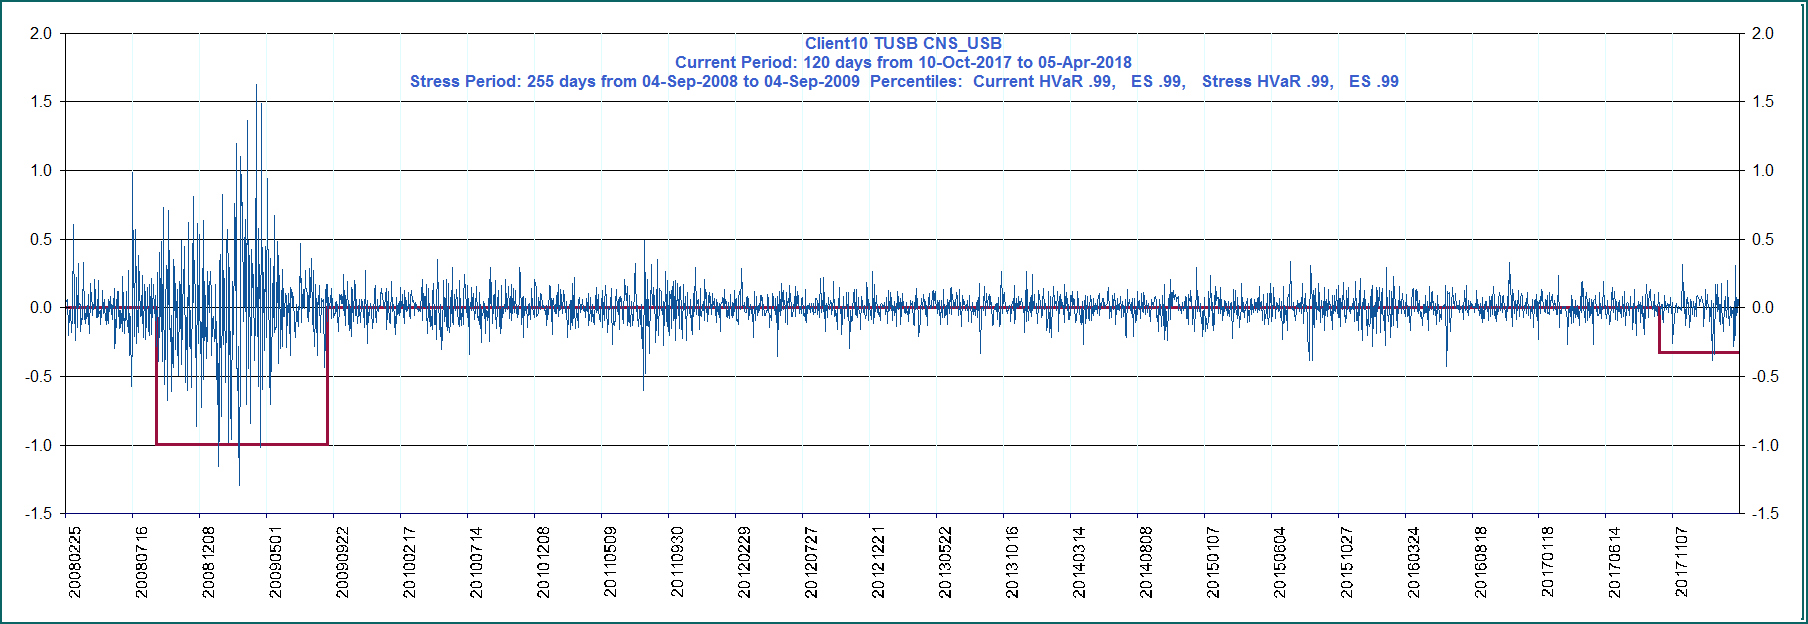 Client10 TUSB CNS_USB
Current Period: 120 days from 10-Oct-2017 to 05-Apr-2018
Stress Period: 255 days from 04-Sep-2008 to 04-Sep-2009  Percentiles:  Current HVaR .99,   ES .99,   Stress HVaR .99,   ES .99
2.0 2.0
1.5 1.5
1.0 1.0
0.5 0.5
0.0 0.0
-0.5 -0.5
-1.0 -1.0
-1.5 -1.5
20080225 20080716 20081208 20090501 20090922 20100217 20100714 20101208 20110509 20110930 20120229 20120727 20121221 20130522 20131016 20140314 20140808 20150107 20150604 20151027 20160324 20160818 20170118 20170614 20171107